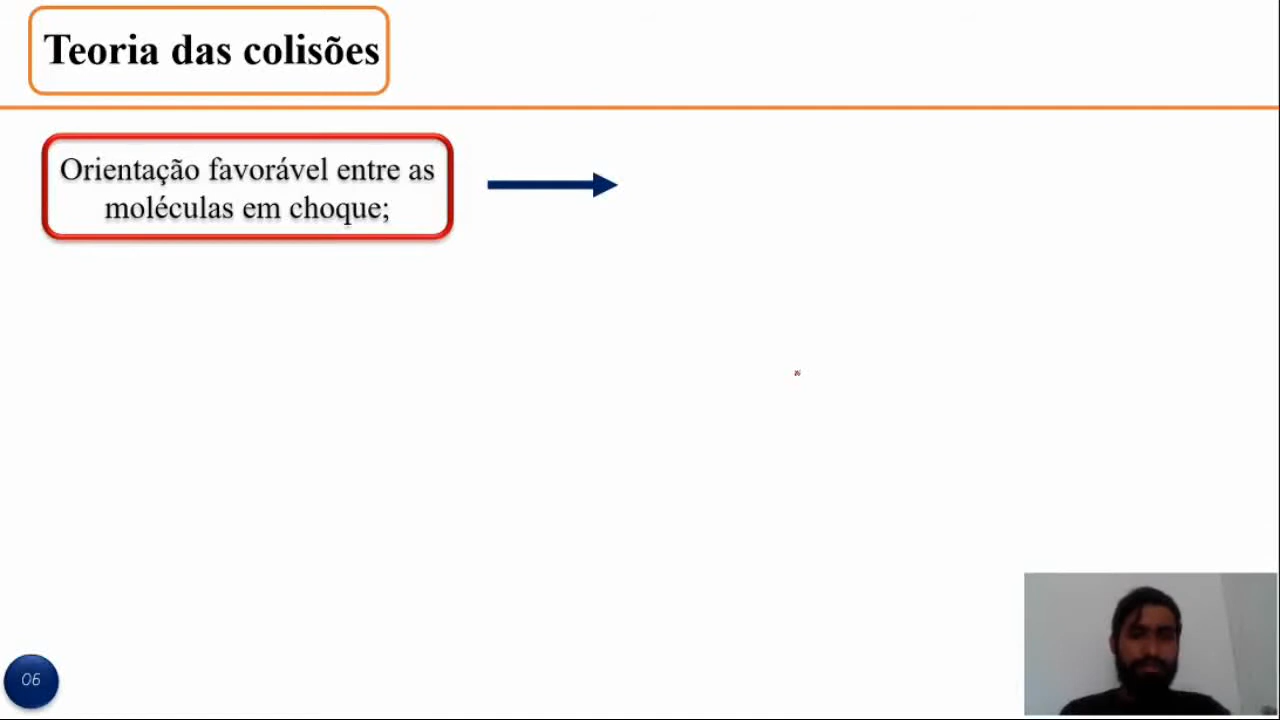 Teoria das colisões
Orientação favorável entre as
moléculas em choque;
06